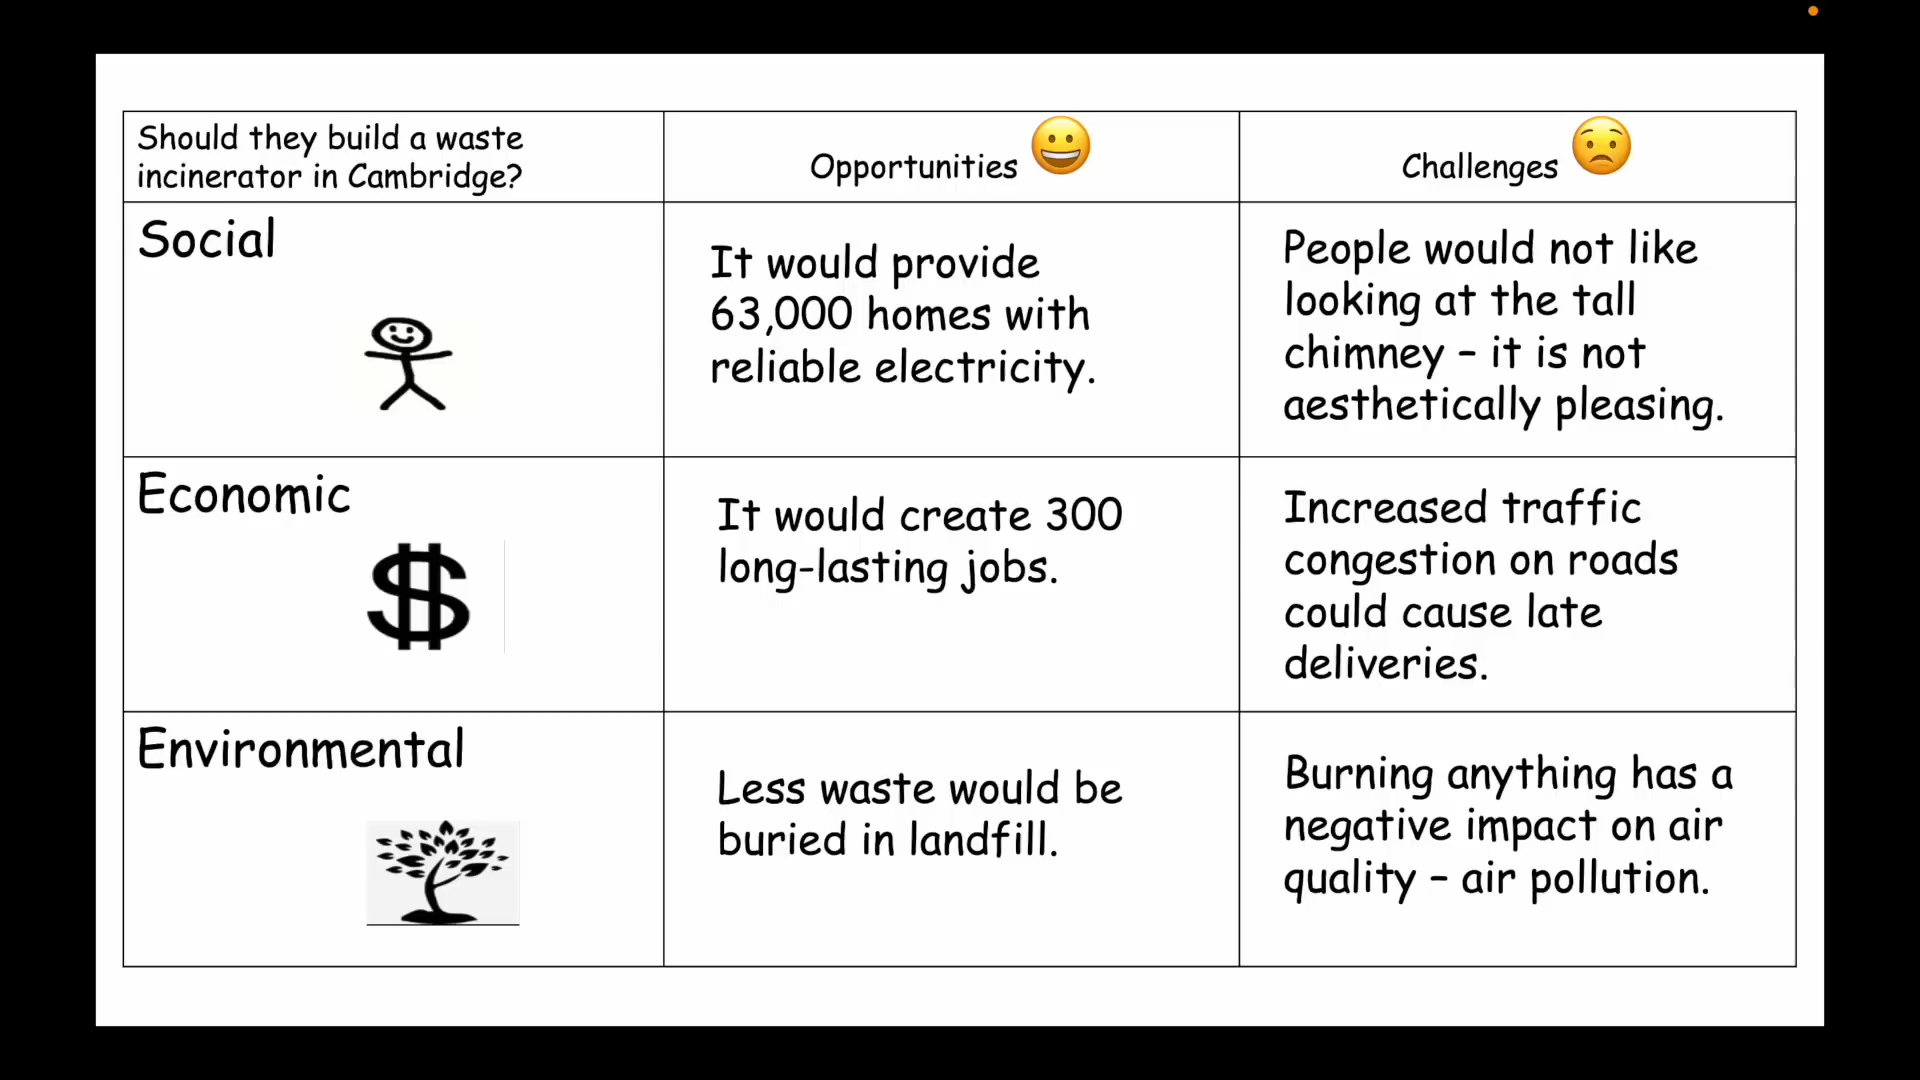 Should they build a waste
incinerator in Cambridge?
Opportunities
Challenges
Social
It would provide
63,000 homes with
reliable electricity.
People would not like
looking at the tall
chimney – it is not
aesthetically pleasing.
Economic
$
It would create 300
long-lasting jobs.
Increased traffic
congestion on roads
could cause late
deliveries.
Environmental
Less waste would be
buried in landfill.
Burning anything has a
negative impact on air
quality – air pollution.